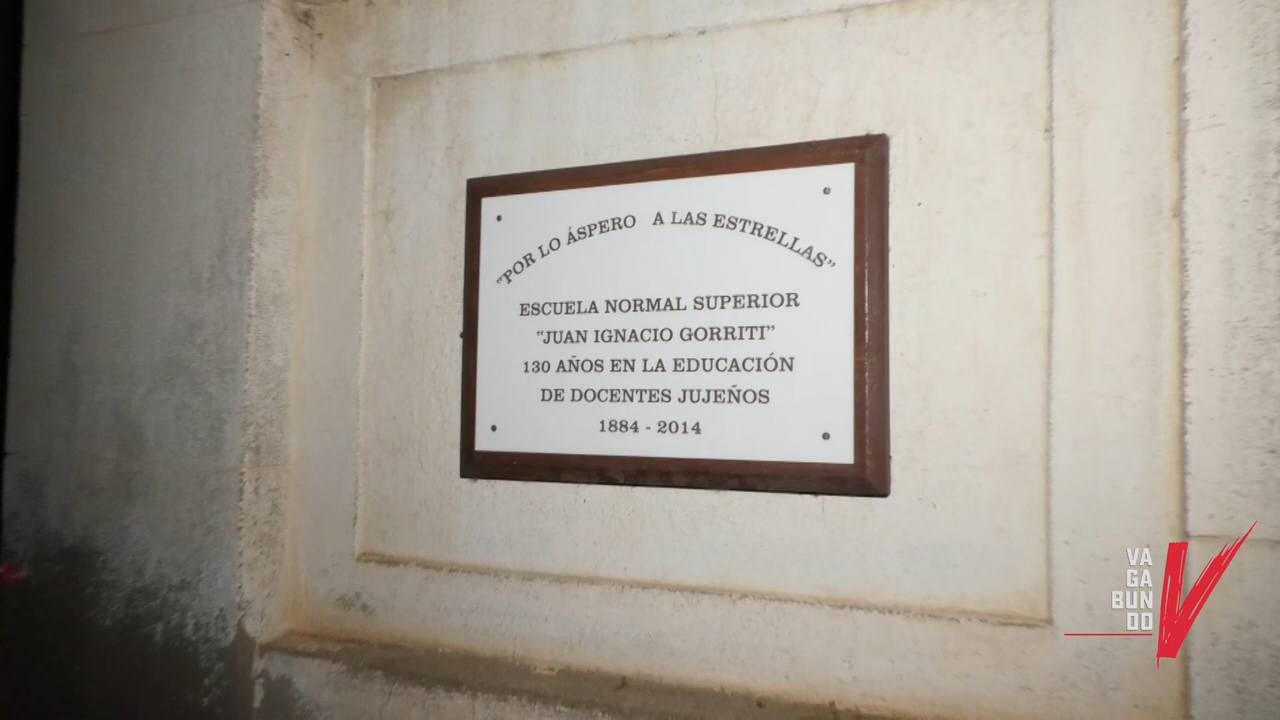 "POR LO ÁSPERO A LAS ESTRELLAS"
ESCUELA NORMAL SUPERIOR
"JUAN IGNACIO GORRITI"
130 AÑOS EN LA EDUCACIÓN
DE DOCENTES JUJEÑOS
1884 - 2014
VA
GA
BUN
DO
V